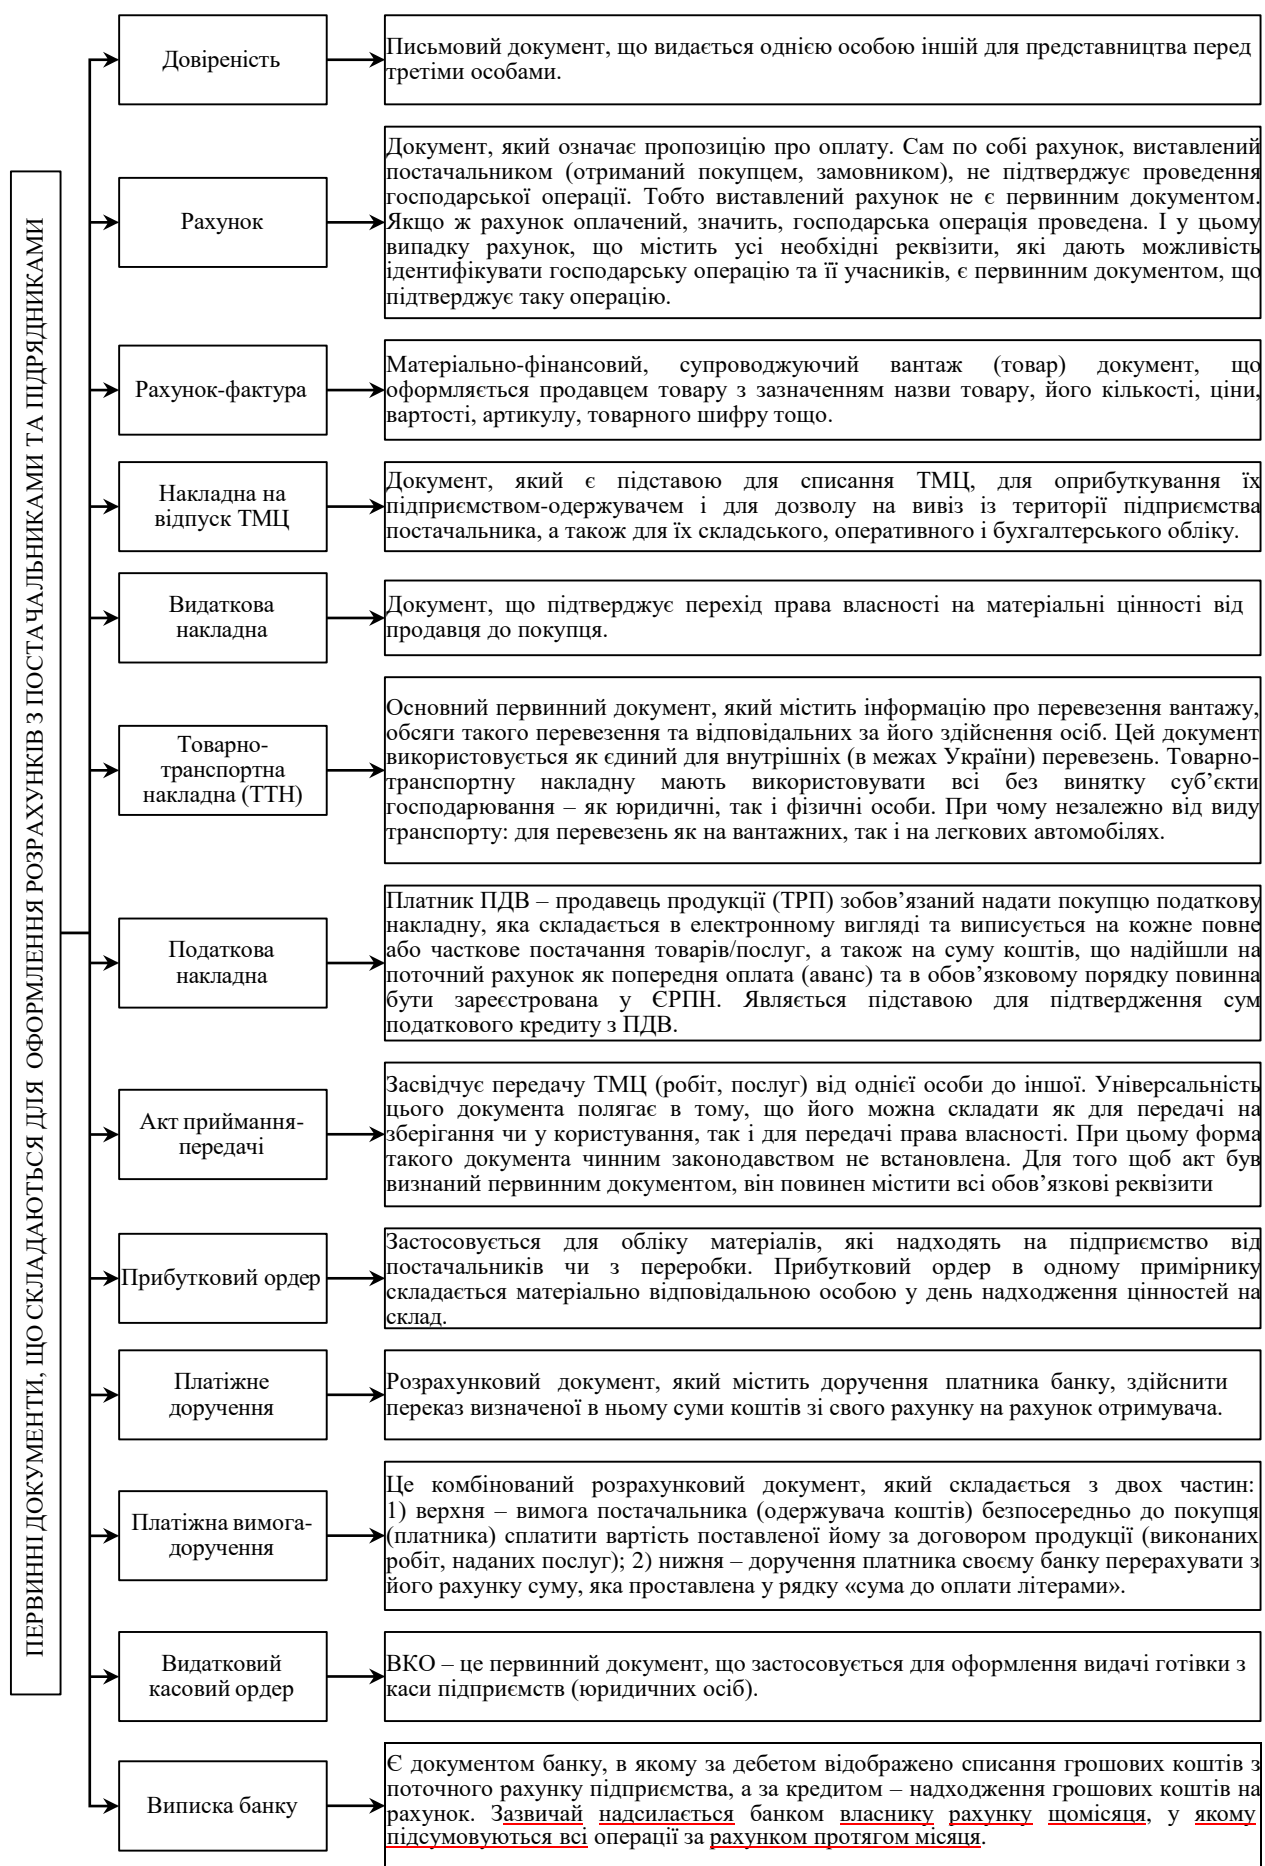 ПЕРВИННІ ДОКУМЕНТИ, ЩО СКЛАДАЮТЬСЯ ДЛЯ ОФОРМЛЕННЯ РОЗРАХУНКІВ З ПОСТАЧАЛЬНИКАМИ ТА ПІДРЯДНИКАМИ
Довіреність
Письмовий документ, що видається однією особою іншій для представництва перед
третіми особами.
Рахунок
Документ, який означає пропозицію про оплату. Сам по собі рахунок, виставлений
постачальником (отриманий покупцем, замовником), не підтверджує проведення
господарської операції. Тобто виставлений рахунок не є первинним документом.
Якщо ж рахунок оплачений, значить, господарська операція проведена. І у цьому
випадку рахунок, що містить усі необхідні реквізити, які дають можливість
ідентифікувати господарську операцію та її учасників, є первинним документом, що
підтверджує таку операцію.
Рахунок-фактура
Матеріально-фінансовий, супроводжуючий вантаж (товар) документ, що
оформляється продавцем товару з зазначенням назви товару, його кількості, ціни,
вартості, артикулу, товарного шифру тощо.
Накладна на
відпуск ТМЦ
Документ, який є підставою для списання ТМЦ, для оприбуткування їх
підприємством-одержувачем і для дозволу на вивіз із території підприємства
постачальника, а також для їх складського, оперативного і бухгалтерського обліку.
Видаткова
накладна
Документ, що підтверджує перехід права власності на матеріальні цінності від
продавця до покупця.
Товарно-
транспортна
накладна (ТТН)
Основний первинний документ, який містить інформацію про перевезення вантажу,
обсяги такого перевезення та відповідальних за його здійснення осіб. Цей документ
використовується як єдиний для внутрішніх (в межах України) перевезень. Товарно-
транспортну накладну мають використовувати всі без винятку суб’єкти
господарювання – як юридичні, так і фізичні особи. При чому незалежно від виду
транспорту: для перевезень як на вантажних, так і на легкових автомобілях.
Податкова
накладна
Платник ПДВ – продавець продукції (ТРП) зобов’язаний надати покупцю податкову
накладну, яка складається в електронному вигляді та виписується на кожне повне
або часткове постачання товарів/послуг, а також на суму коштів, що надійшли на
поточний рахунок як попередня оплата (аванс) та в обов’язковому порядку повинна
бути зареєстрована у ЄРПН. Являється підставою для підтвердження сум
податкового кредиту з ПДВ.
Акт приймання-
передачі
Засвідчує передачу ТМЦ (робіт, послуг) від однієї особи до іншої. Універсальність
цього документа полягає в тому, що його можна складати як для передачі на
зберігання чи у користування, так і для передачі права власності. При цьому форма
такого документа чинним законодавством не встановлена. Для того щоб акт був
визнаний первинним документом, він повинен містити всі обов’язкові реквізити
Прибутковий ордер
Застосовується для обліку матеріалів, які надходять на підприємство від
постачальників чи з переробки. Прибутковий ордер в одному примірнику
складається матеріально відповідальною особою у день надходження цінностей на
склад.
Платіжне
доручення
Розрахунковий документ, який містить доручення платника банку, здійснити
переказ визначеної в ньому суми коштів зі свого рахунку на рахунок отримувача.
Платіжна вимога-
доручення
Це комбінований розрахунковий документ, який складається з двох частин:
1) верхня – вимога постачальника (одержувача коштів) безпосередньо до покупця
(платника) сплатити вартість поставленої йому за договором продукції (виконаних
робіт, наданих послуг); 2) нижня – доручення платника своєму банку перерахувати з
його рахунку суму, яка проставлена у рядку «сума до оплати літерами».
Видатковий
касовий ордер
ВКО – це первинний документ, що застосовується для оформлення видачі готівки з
каси підприємств (юридичних осіб).
Виписка банку
Є документом банку, в якому за дебетом відображено списання грошових коштів з
поточного рахунку підприємства, а за кредитом – надходження грошових коштів на
рахунок. Зазвичай надсилається банком власнику рахунку щомісяця, у якому
підсумовуються всі операції за рахунком протягом місяця.